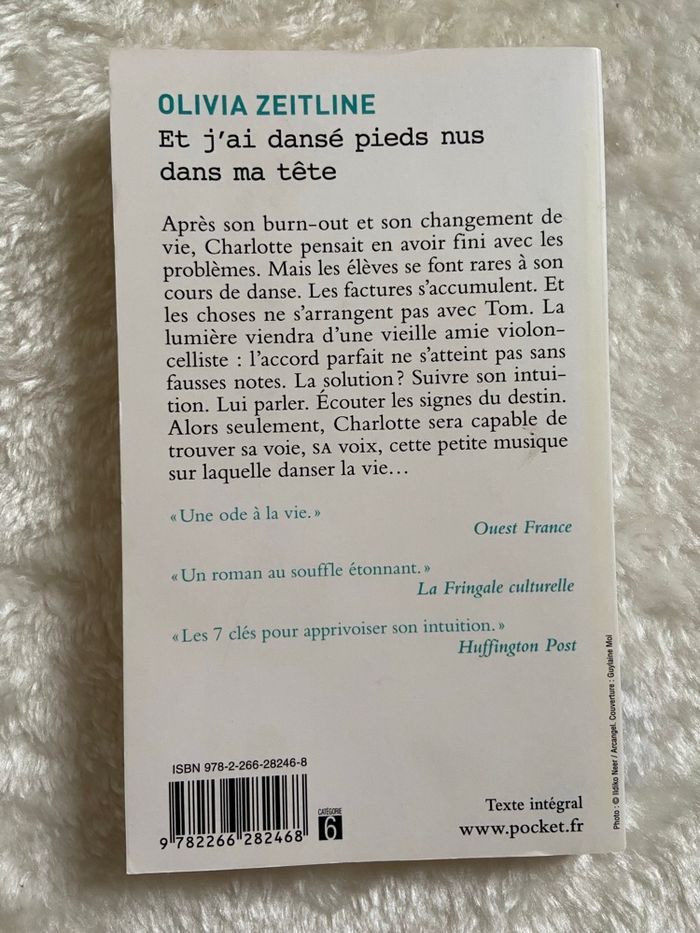 OLIVIA ZEITLINE
Et j'ai dansé pieds nus
dans ma tête
Après son burn-out et son changement de
vie, Charlotte pensait en avoir fini avec les
problèmes. Mais les élèves se font rares à son
cours de danse. Les factures s'accumulent. Et
les choses ne s'arrangent pas avec Tom. La
lumière viendra d'une vieille amie violon-
celliste : l'accord parfait ne s'atteint pas sans
fausses notes. La solution ? Suivre son intui-
tion. Lui parler. Écouter les signes du destin.
Alors seulement, Charlotte sera capable de
trouver sa voie, SA voix, cette petite musique
sur laquelle danser la vie…
« Une ode à la vie. »
Ouest France
« Un roman au souffle étonnant. »
La Fringale culturelle
« Les 7 clés pour apprivoiser son intuition. »
Huffington Post
ISBN 978-2-266-28246-8
9 782266 282468
CATÉGORIE
6
Texte intégral
www.pocket.fr
Photo : © Ildiko Neer / Arcangel. Couverture : Guylaine Moi